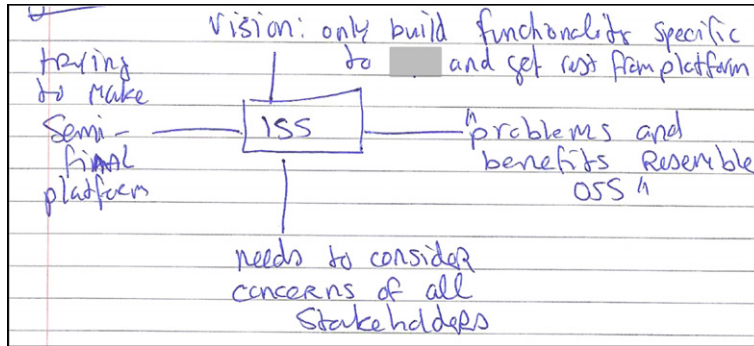 Vision: only build functionality specific
to and get rest from platform
trying
to make
Semi-
final
platform
ISS
"problems and
benefits Resemble
OSS"
needs to consider
concerns of all
Stakeholders